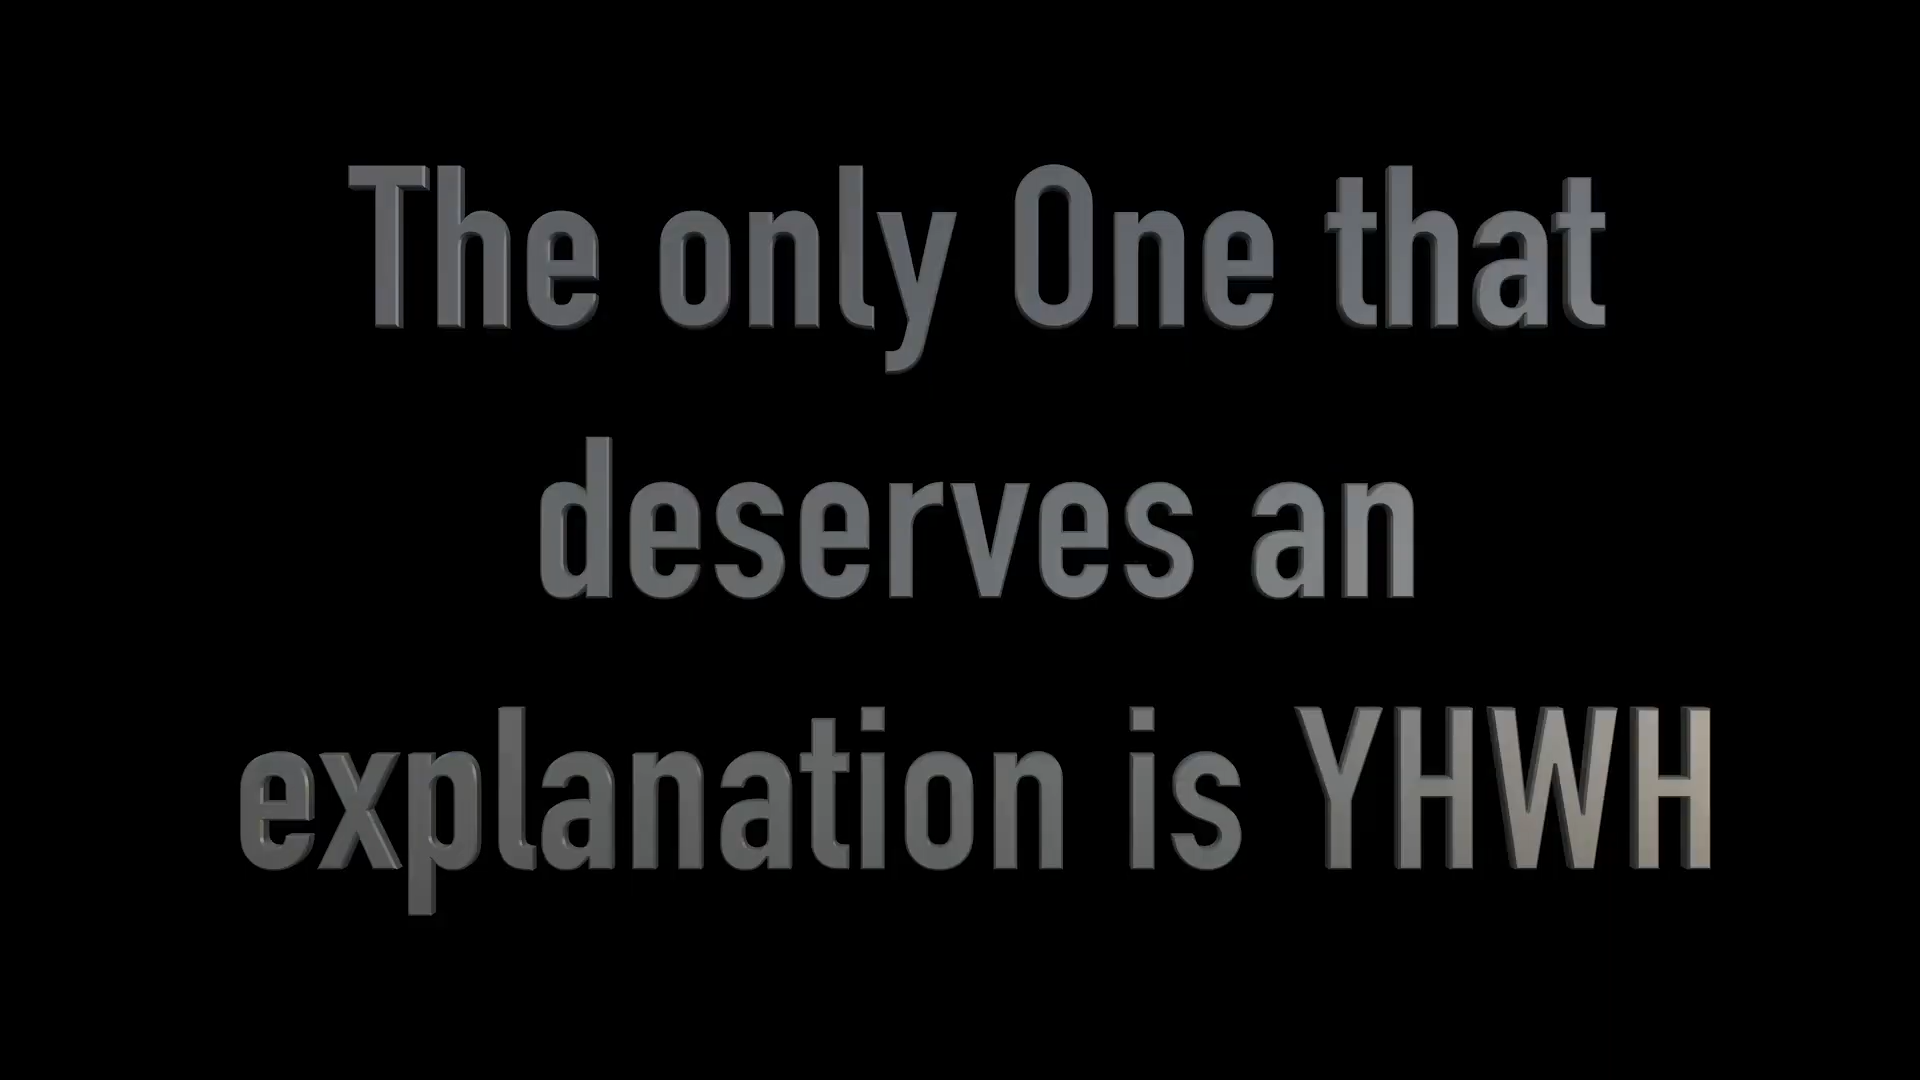 The only One that
deserves an
explanation is YHWH